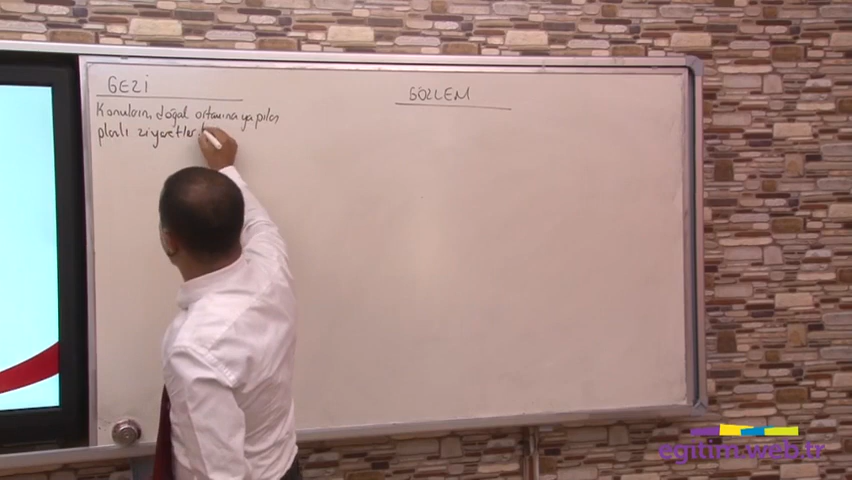 GEZİ
Konuların doğal ortamına yapılan
planlı ziyaretler
GÖZLEM
egitim.web.tr